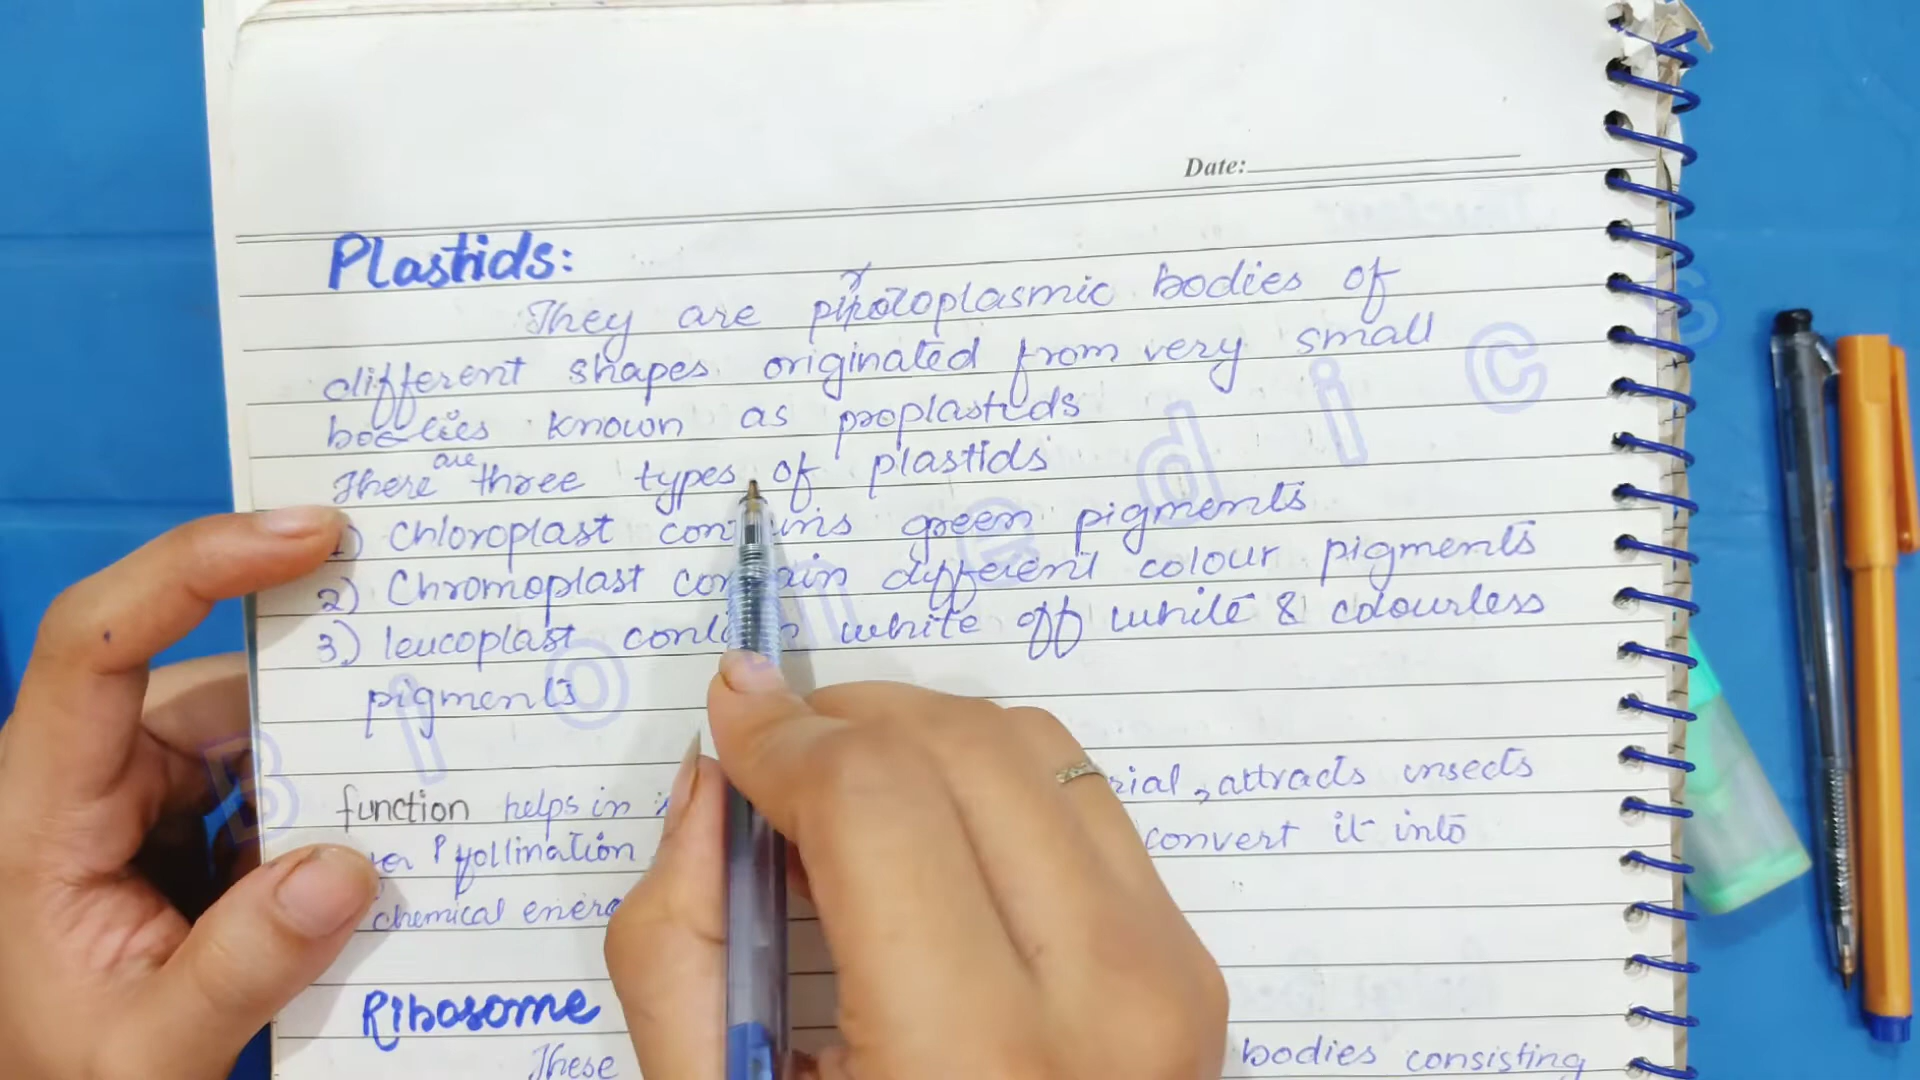 Date:
Plastids:
They are protoplasmic bodies of
different shapes originated from very small
bodies known as proplastids
There are three types of plastids
1) Chloroplast contains green pigments
2) Chromoplast contain different colour pigments
3) leucoplast contain white off white & colourless
pigments
function helps in attracts insects
pollination convert it into
chemical
Ribosome
These bodies consisting
Biomedics